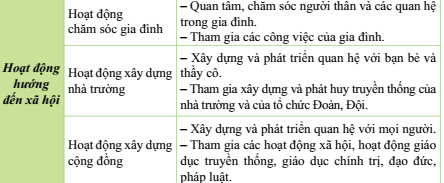 Hoạt động
hướng
đến xã hội
Hoạt động
chăm sóc gia đình
– Quan tâm, chăm sóc người thân và các quan hệ
trong gia đình.
– Tham gia các công việc của gia đình.
Hoạt động xây dựng
nhà trường
– Xây dựng và phát triển quan hệ với bạn bè và
thầy cô.
– Tham gia xây dựng và phát huy truyền thống của
nhà trường và của tổ chức Đoàn, Đội.
Hoạt động xây dựng
cộng đồng
– Xây dựng và phát triển quan hệ với mọi người.
– Tham gia các hoạt động xã hội, hoạt động giáo
dục truyền thống, giáo dục chính trị, đạo đức,
pháp luật.